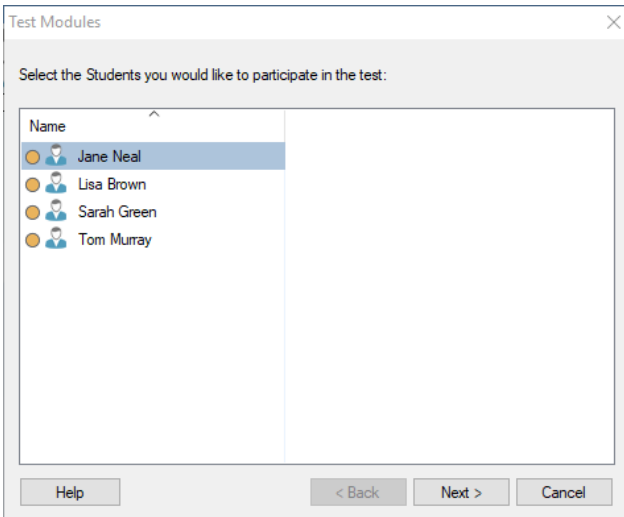 Test Modules
Select the Students you would like to participate in the test:
Name
Jane Neal
Lisa Brown
Sarah Green
Tom Murray
Help < Back Next > Cancel